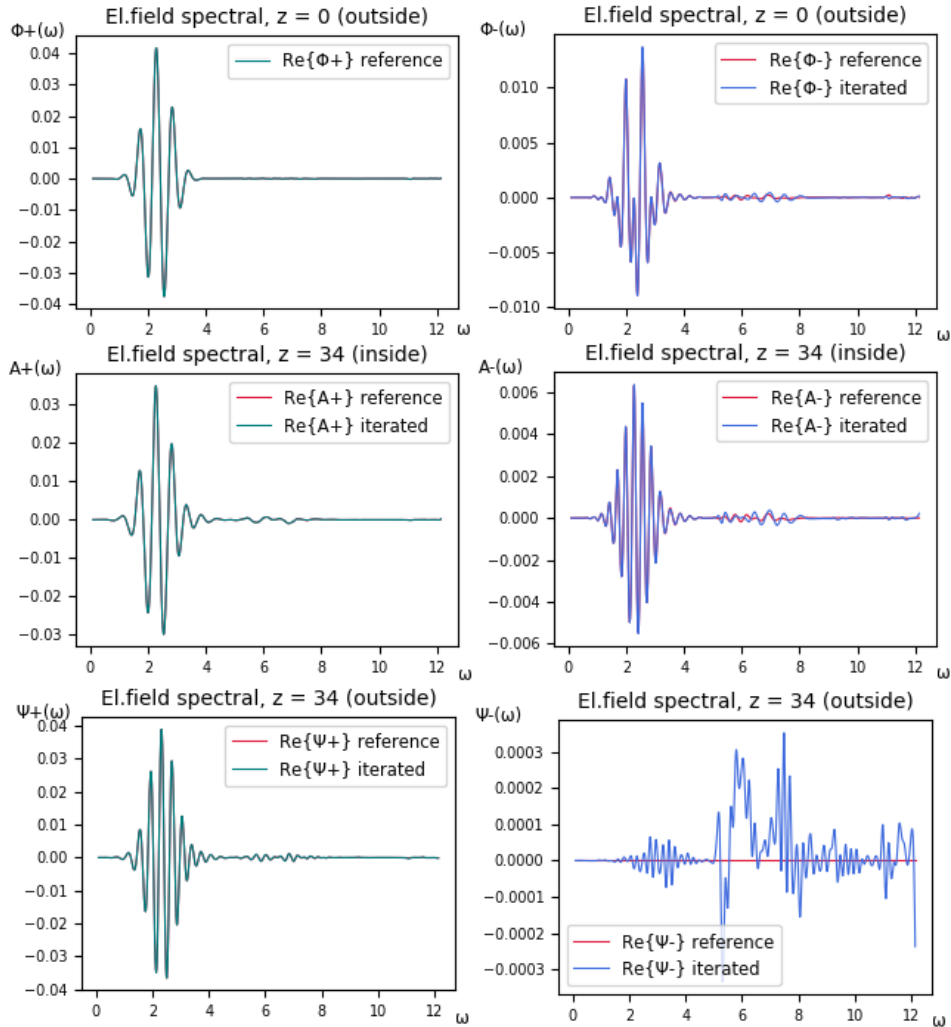 El.field spectral, z = 0 (outside)
Φ+(ω)
Re{Φ+} reference
0.04
0.03
0.02
0.01
0.00
−0.01
−0.02
−0.03
−0.04
0 2 4 6 8 10 12
ω
El.field spectral, z = 0 (outside)
Φ-(ω)
Re{Φ-} reference
Re{Φ-} iterated
0.010
0.005
0.000
−0.005
−0.010
0 2 4 6 8 10 12
ω
El.field spectral, z = 34 (inside)
A+(ω)
Re{A+} reference
Re{A+} iterated
0.03
0.02
0.01
0.00
−0.01
−0.02
−0.03
0 2 4 6 8 10 12
ω
El.field spectral, z = 34 (inside)
A-(ω)
Re{A-} reference
Re{A-} iterated
0.006
0.004
0.002
0.000
−0.002
−0.004
−0.006
0 2 4 6 8 10 12
ω
El.field spectral, z = 34 (outside)
Ψ+(ω)
Re{Ψ+} reference
Re{Ψ+} iterated
0.04
0.03
0.02
0.01
0.00
−0.01
−0.02
−0.03
−0.04
0 2 4 6 8 10 12
ω
El.field spectral, z = 34 (outside)
Ψ-(ω)
0.0003
0.0002
0.0001
0.0000
−0.0001
−0.0002
−0.0003
Re{Ψ-} reference
Re{Ψ-} iterated
0 2 4 6 8 10 12
ω